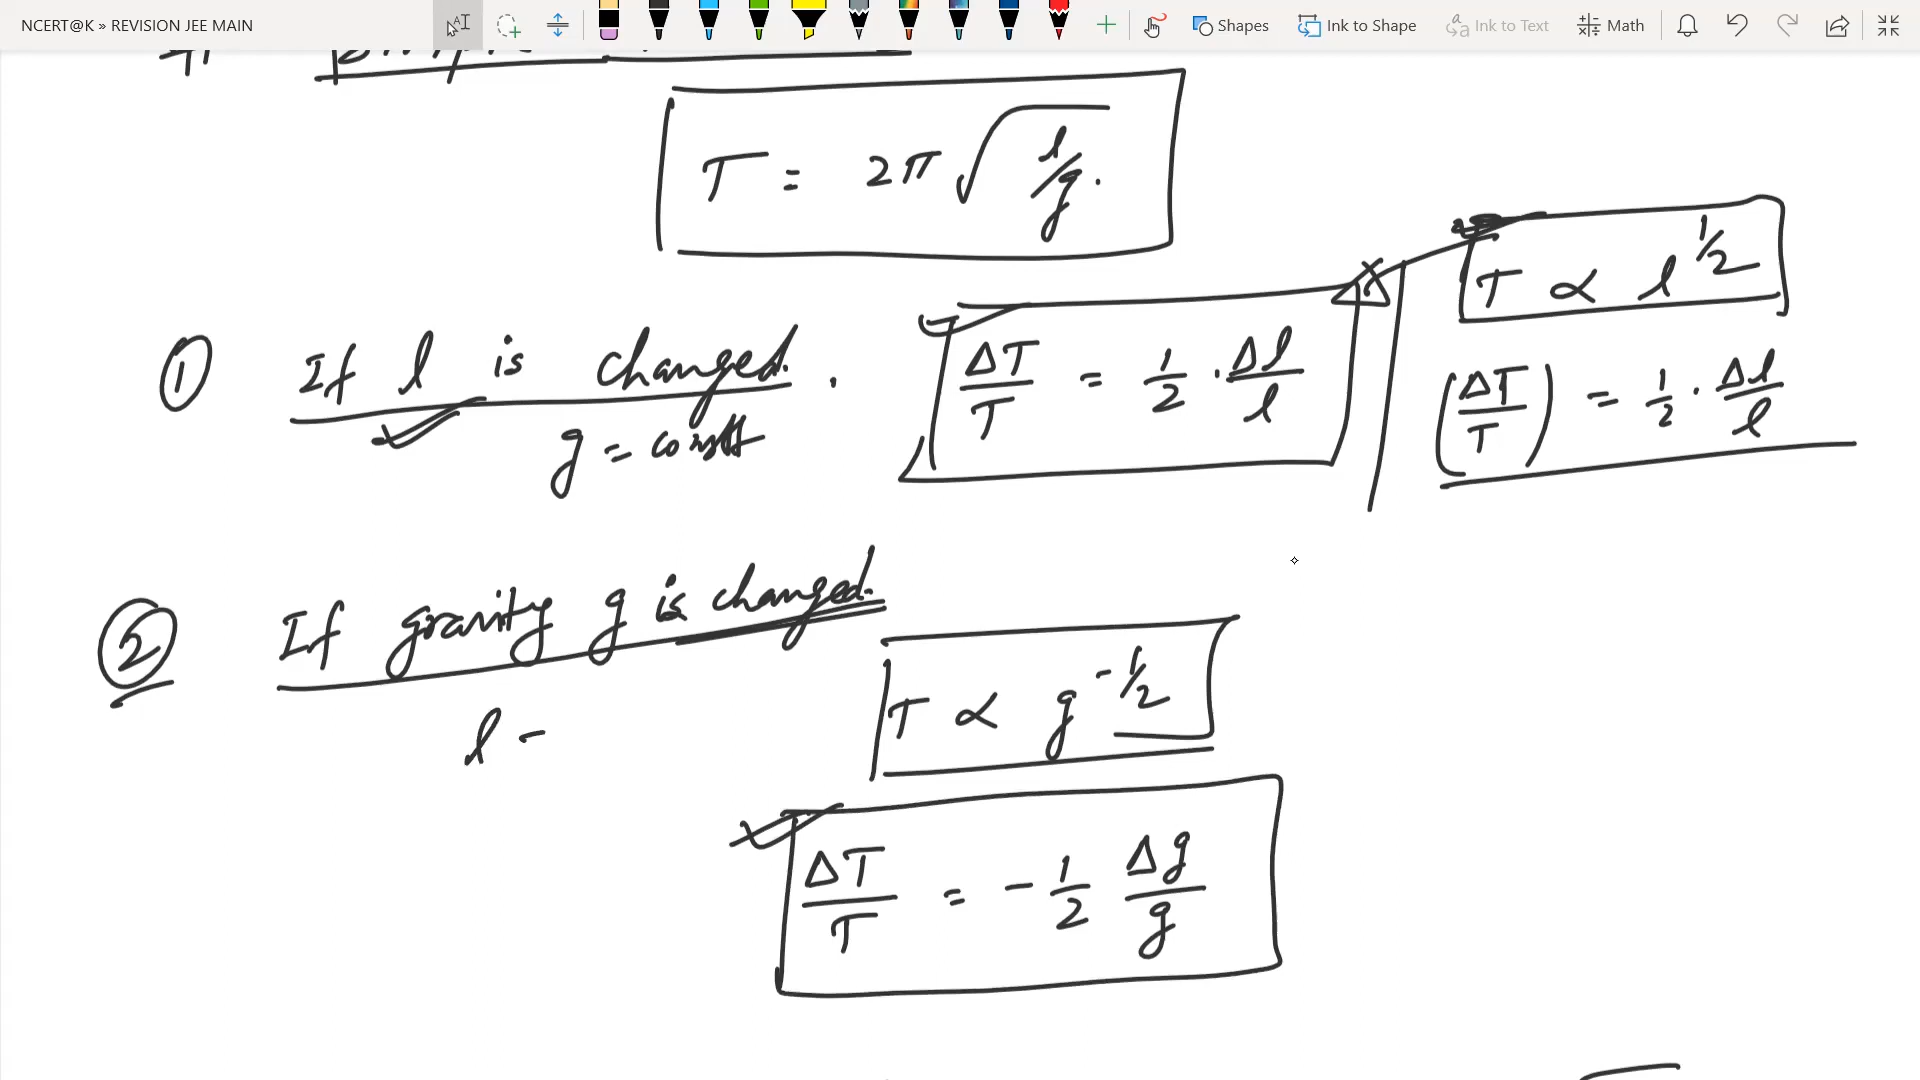 NCERT@K » REVISION JEE MAIN
Shapes Ink to Shape Ink to Text Math
T = 2π√(l/g).
T ∝ l^1/2
① If l is changed. ΔT/T = 1/2 · Δl/l
(ΔT/T) = 1/2 · Δl/l
g = const
② If gravity g is changed.
T ∝ g^-1/2
l -
ΔT/T = - 1/2 Δg/g